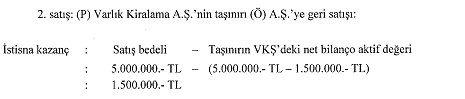 2. satış: (P) Varlık Kiralama A.Ş.'nin taşınırı (Ö) A.Ş.'ye geri satışı:
İstisna kazanç : Satış bedeli – Taşınırın VKŞ'deki net bilanço aktif değeri
: 5.000.000.- TL – (5.000.000.- TL – 1.500.000.- TL)
: 1.500.000.- TL